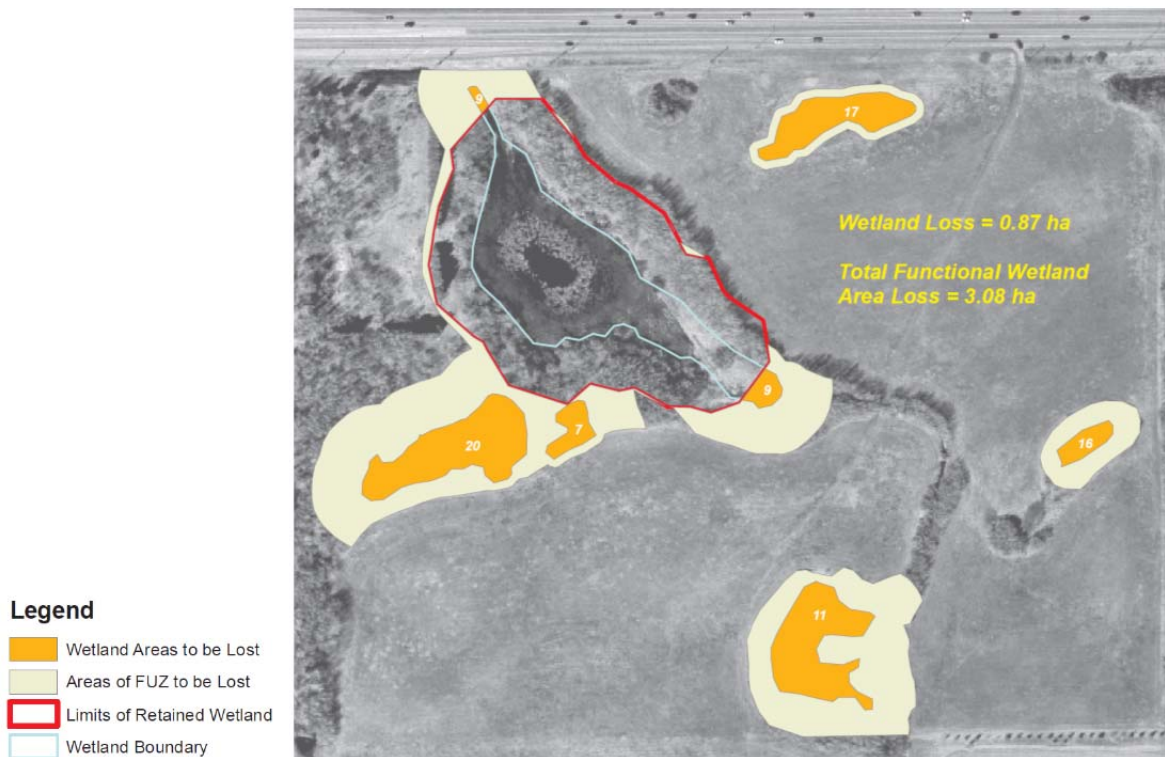 9
17
Wetland Loss = 0.87 ha
Total Functional Wetland
Area Loss = 3.08 ha
9
7
20
16
11
Legend
Wetland Areas to be Lost
Areas of FUZ to be Lost
Limits of Retained Wetland
Wetland Boundary